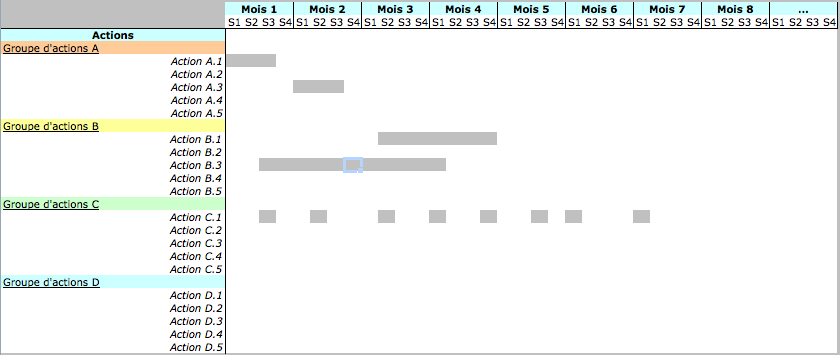 Mois 1 Mois 2 Mois 3 Mois 4 Mois 5 Mois 6 Mois 7 Mois 8 ...
S1 S2 S3 S4 S1 S2 S3 S4 S1 S2 S3 S4 S1 S2 S3 S4 S1 S2 S3 S4 S1 S2 S3 S4 S1 S2 S3 S4 S1 S2 S3 S4 S1 S2 S3 S4
Actions
Groupe d'actions A
Action A.1
Action A.2
Action A.3
Action A.4
Action A.5
Groupe d'actions B
Action B.1
Action B.2
Action B.3
Action B.4
Action B.5
Groupe d'actions C
Action C.1
Action C.2
Action C.3
Action C.4
Action C.5
Groupe d'actions D
Action D.1
Action D.2
Action D.3
Action D.4
Action D.5